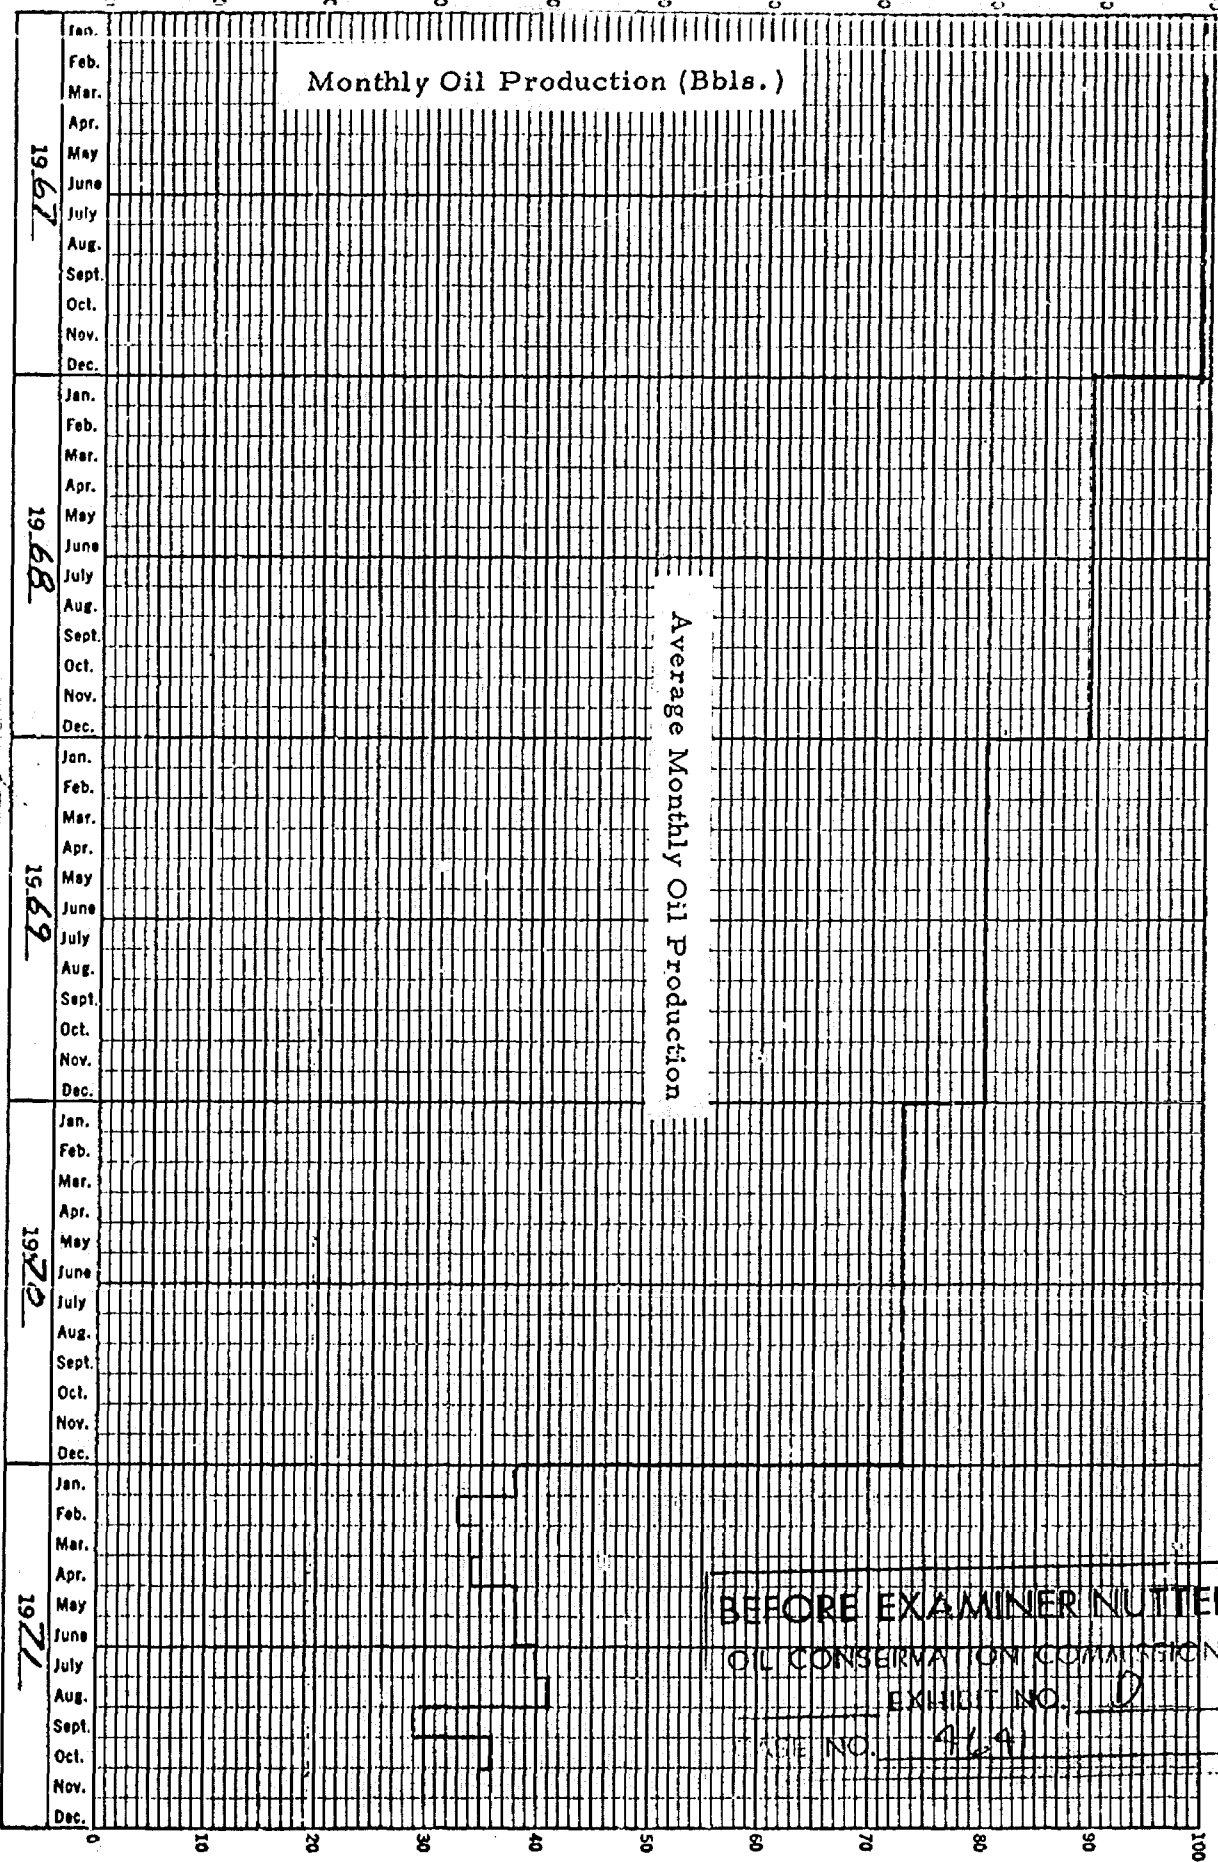 Monthly Oil Production (Bbls.)
Average Monthly Oil Production
1967
Jan.
Feb.
Mar.
Apr.
May
June
July
Aug.
Sept.
Oct.
Nov.
Dec.
1968
Jan.
Feb.
Mar.
Apr.
May
June
July
Aug.
Sept.
Oct.
Nov.
Dec.
1969
Jan.
Feb.
Mar.
Apr.
May
June
July
Aug.
Sept.
Oct.
Nov.
Dec.
1970
Jan.
Feb.
Mar.
Apr.
May
June
July
Aug.
Sept.
Oct.
Nov.
Dec.
1971
Jan.
Feb.
Mar.
Apr.
May
June
July
Aug.
Sept.
Oct.
Nov.
Dec.
BEFORE EXAMINER NUTTER
OIL CONSERVATION COMMISSION
EXHIBIT NO. D
CASE NO. 4641
0 10 20 30 40 50 60 70 80 90 100